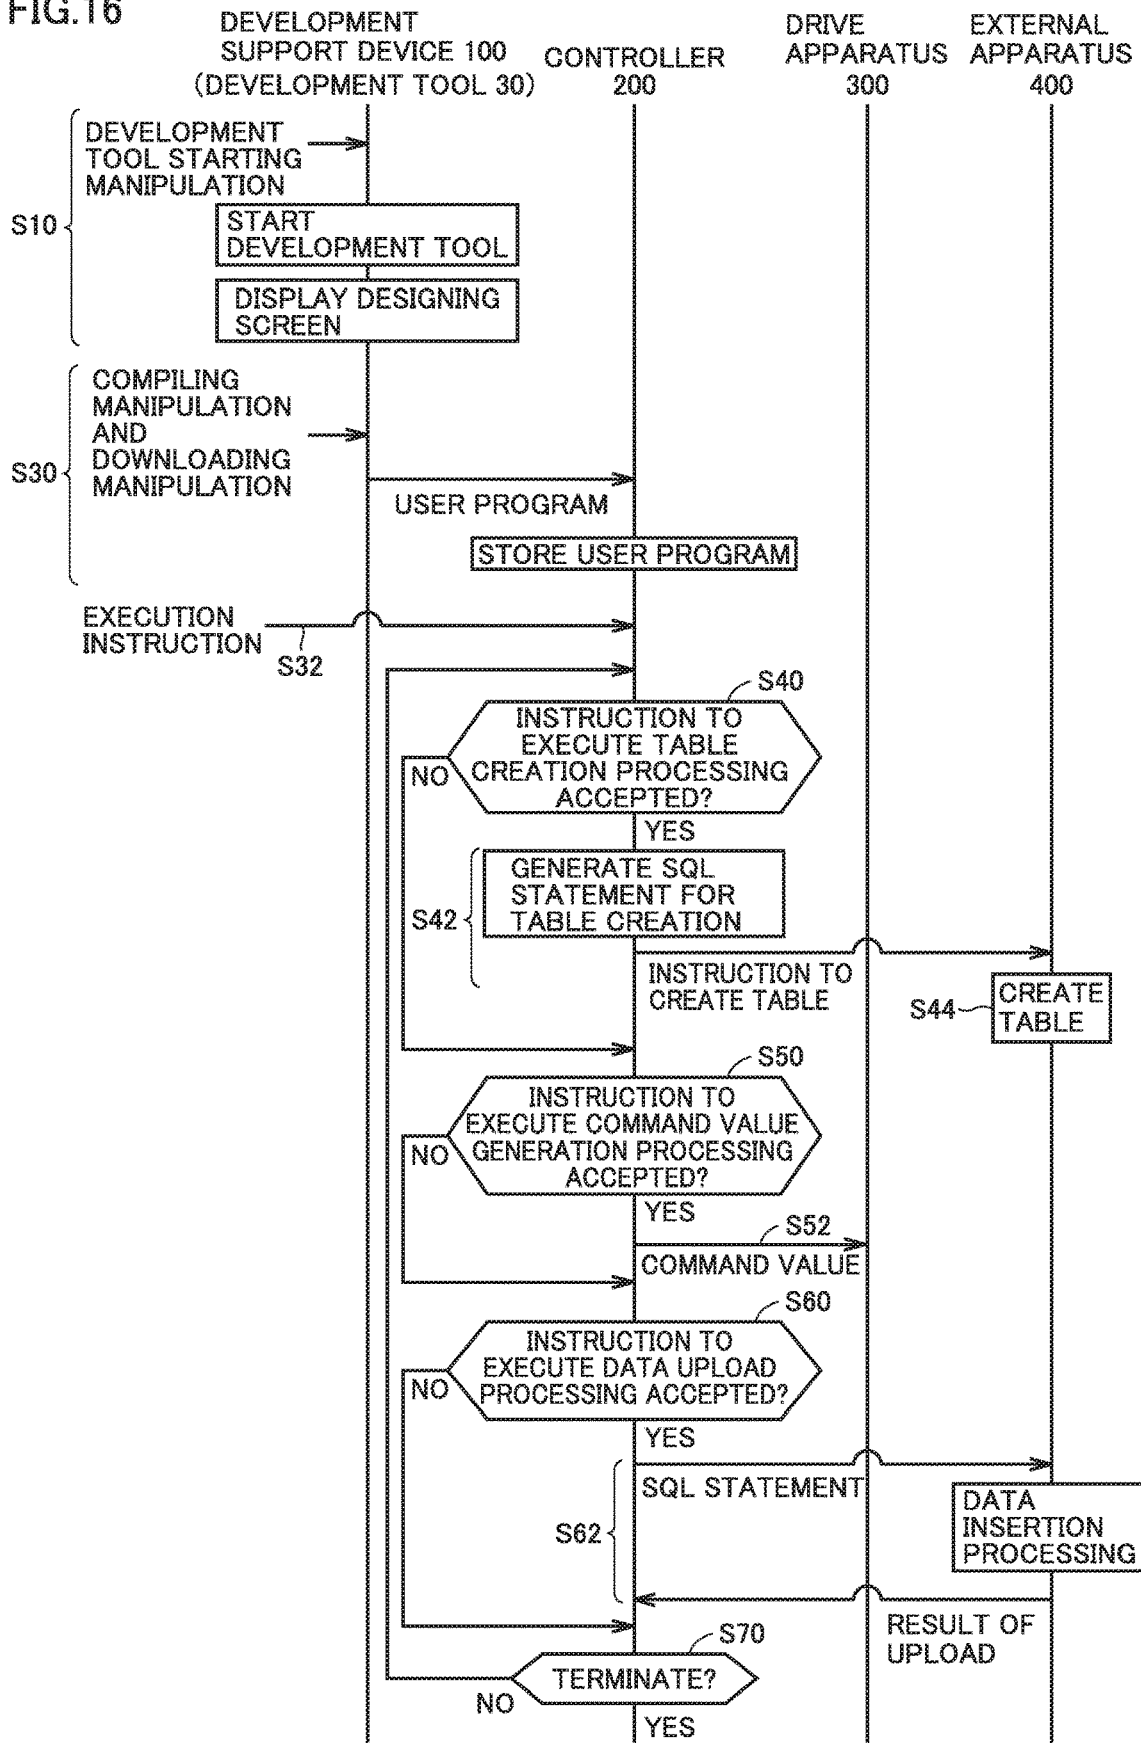 FIG.16
DEVELOPMENT
SUPPORT DEVICE 100
(DEVELOPMENT TOOL 30)
CONTROLLER
200
DRIVE
APPARATUS
300
EXTERNAL
APPARATUS
400
DEVELOPMENT
TOOL STARTING
MANIPULATION
S10
START
DEVELOPMENT TOOL
DISPLAY DESIGNING
SCREEN
COMPILING
MANIPULATION
AND
DOWNLOADING
MANIPULATION
S30
USER PROGRAM
STORE USER PROGRAM
EXECUTION
INSTRUCTION
S32
S40
INSTRUCTION TO
EXECUTE TABLE
CREATION PROCESSING
ACCEPTED?
NO
YES
GENERATE SQL
STATEMENT FOR
TABLE CREATION
S42
INSTRUCTION TO
CREATE TABLE
S44
CREATE
TABLE
S50
INSTRUCTION TO
EXECUTE COMMAND VALUE
GENERATION PROCESSING
ACCEPTED?
NO
YES
S52
COMMAND VALUE
S60
INSTRUCTION TO
EXECUTE DATA UPLOAD
PROCESSING ACCEPTED?
NO
YES
SQL STATEMENT
S62
DATA
INSERTION
PROCESSING
RESULT OF
UPLOAD
S70
TERMINATE?
NO
YES